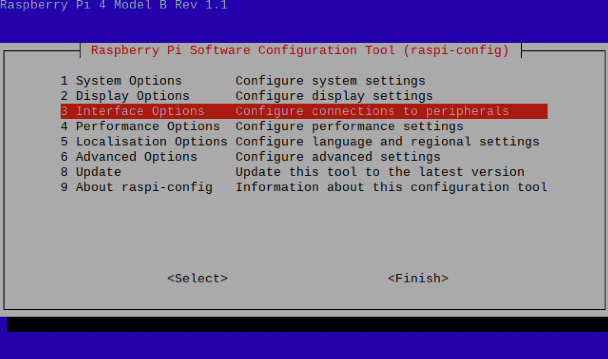 Raspberry Pi 4 Model B Rev 1.1
Raspberry Pi Software Configuration Tool (raspi-config)
1 System Options Configure system settings
2 Display Options Configure display settings
3 Interface Options Configure connections to peripherals
4 Performance Options Configure performance settings
5 Localisation Options Configure language and regional settings
6 Advanced Options Configure advanced settings
8 Update Update this tool to the latest version
9 About raspi-config Information about this configuration tool
<Select> <Finish>